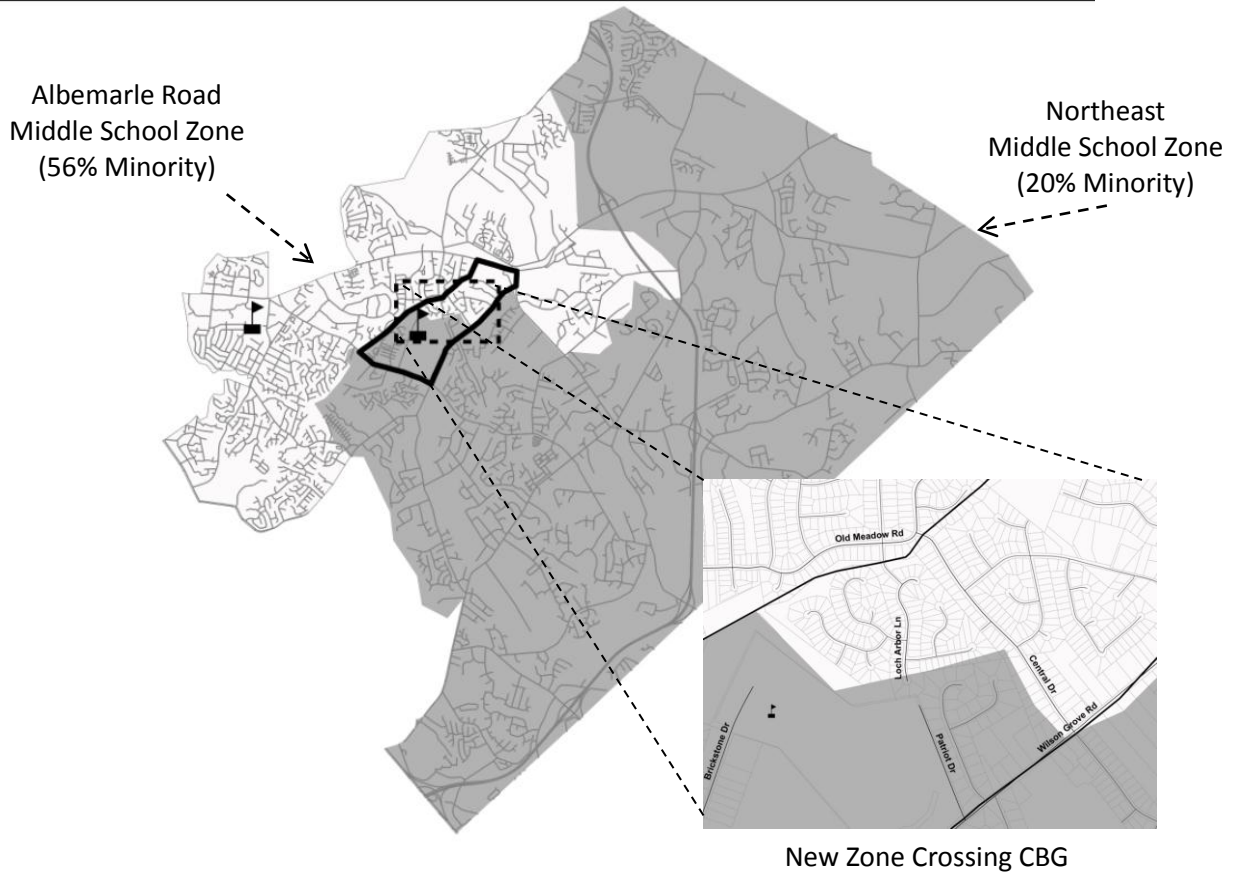 Albemarle Road
Middle School Zone
(56% Minority)
Northeast
Middle School Zone
(20% Minority)
Old Meadow Rd
Loch Arbor Ln
Central Dr
Wilson Grove Rd
Brickstone Dr
Patriot Dr
New Zone Crossing CBG